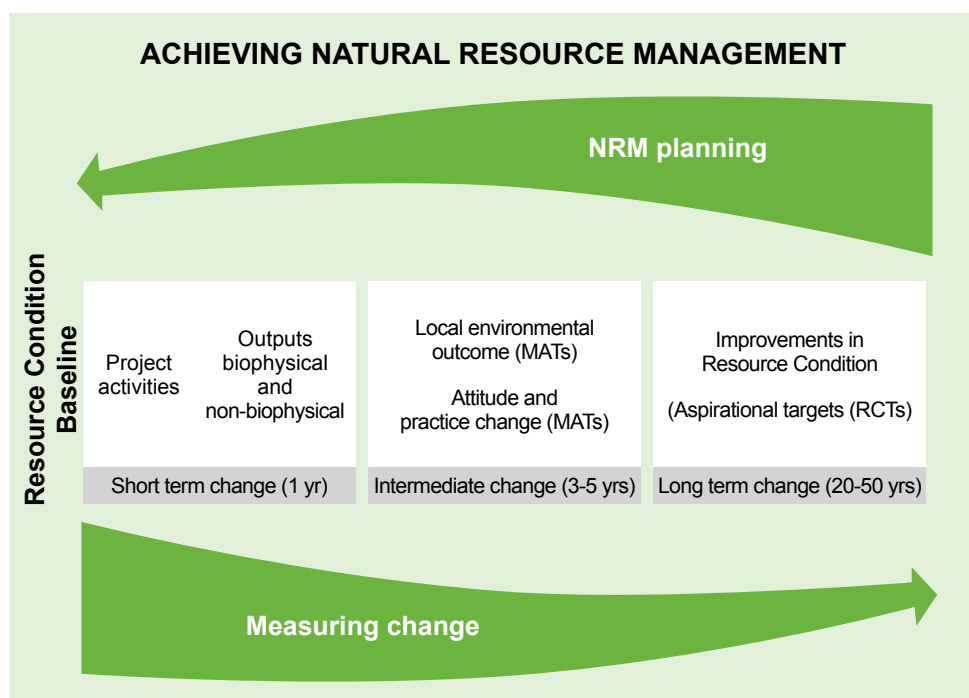 ACHIEVING NATURAL RESOURCE MANAGEMENT
NRM planning
Resource Condition
Baseline
Project
activities
Outputs
biophysical
and
non-biophysical
Short term change (1 yr)
Local environmental
outcome (MATs)
Attitude and
practice change (MATs)
Intermediate change (3-5 yrs)
Improvements in
Resource Condition
(Aspirational targets (RCTs)
Long term change (20-50 yrs)
Measuring change